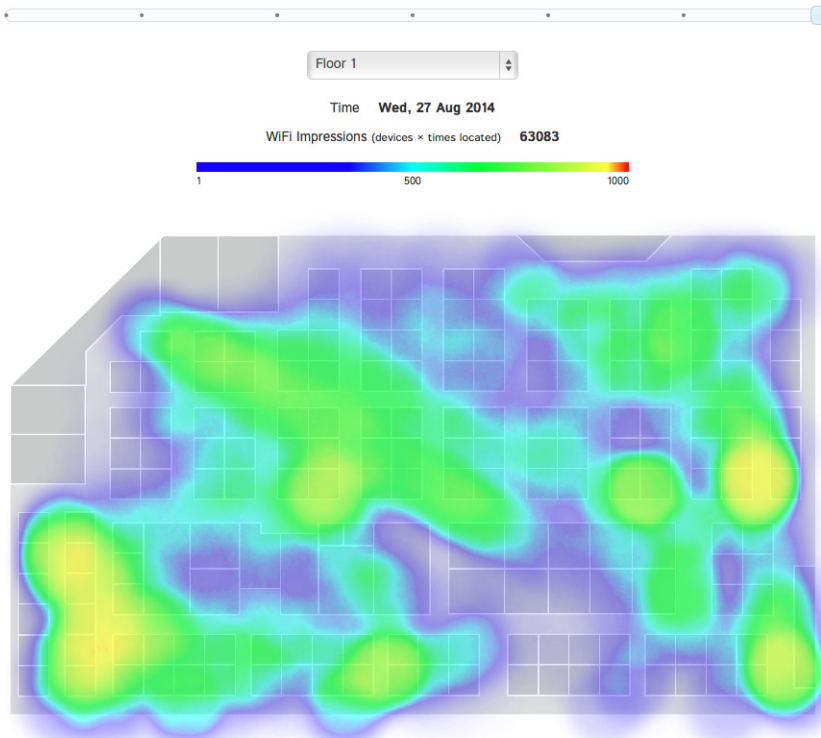 Floor 1
Time Wed, 27 Aug 2014
WiFi Impressions (devices × times located) 63083
1 500 1000